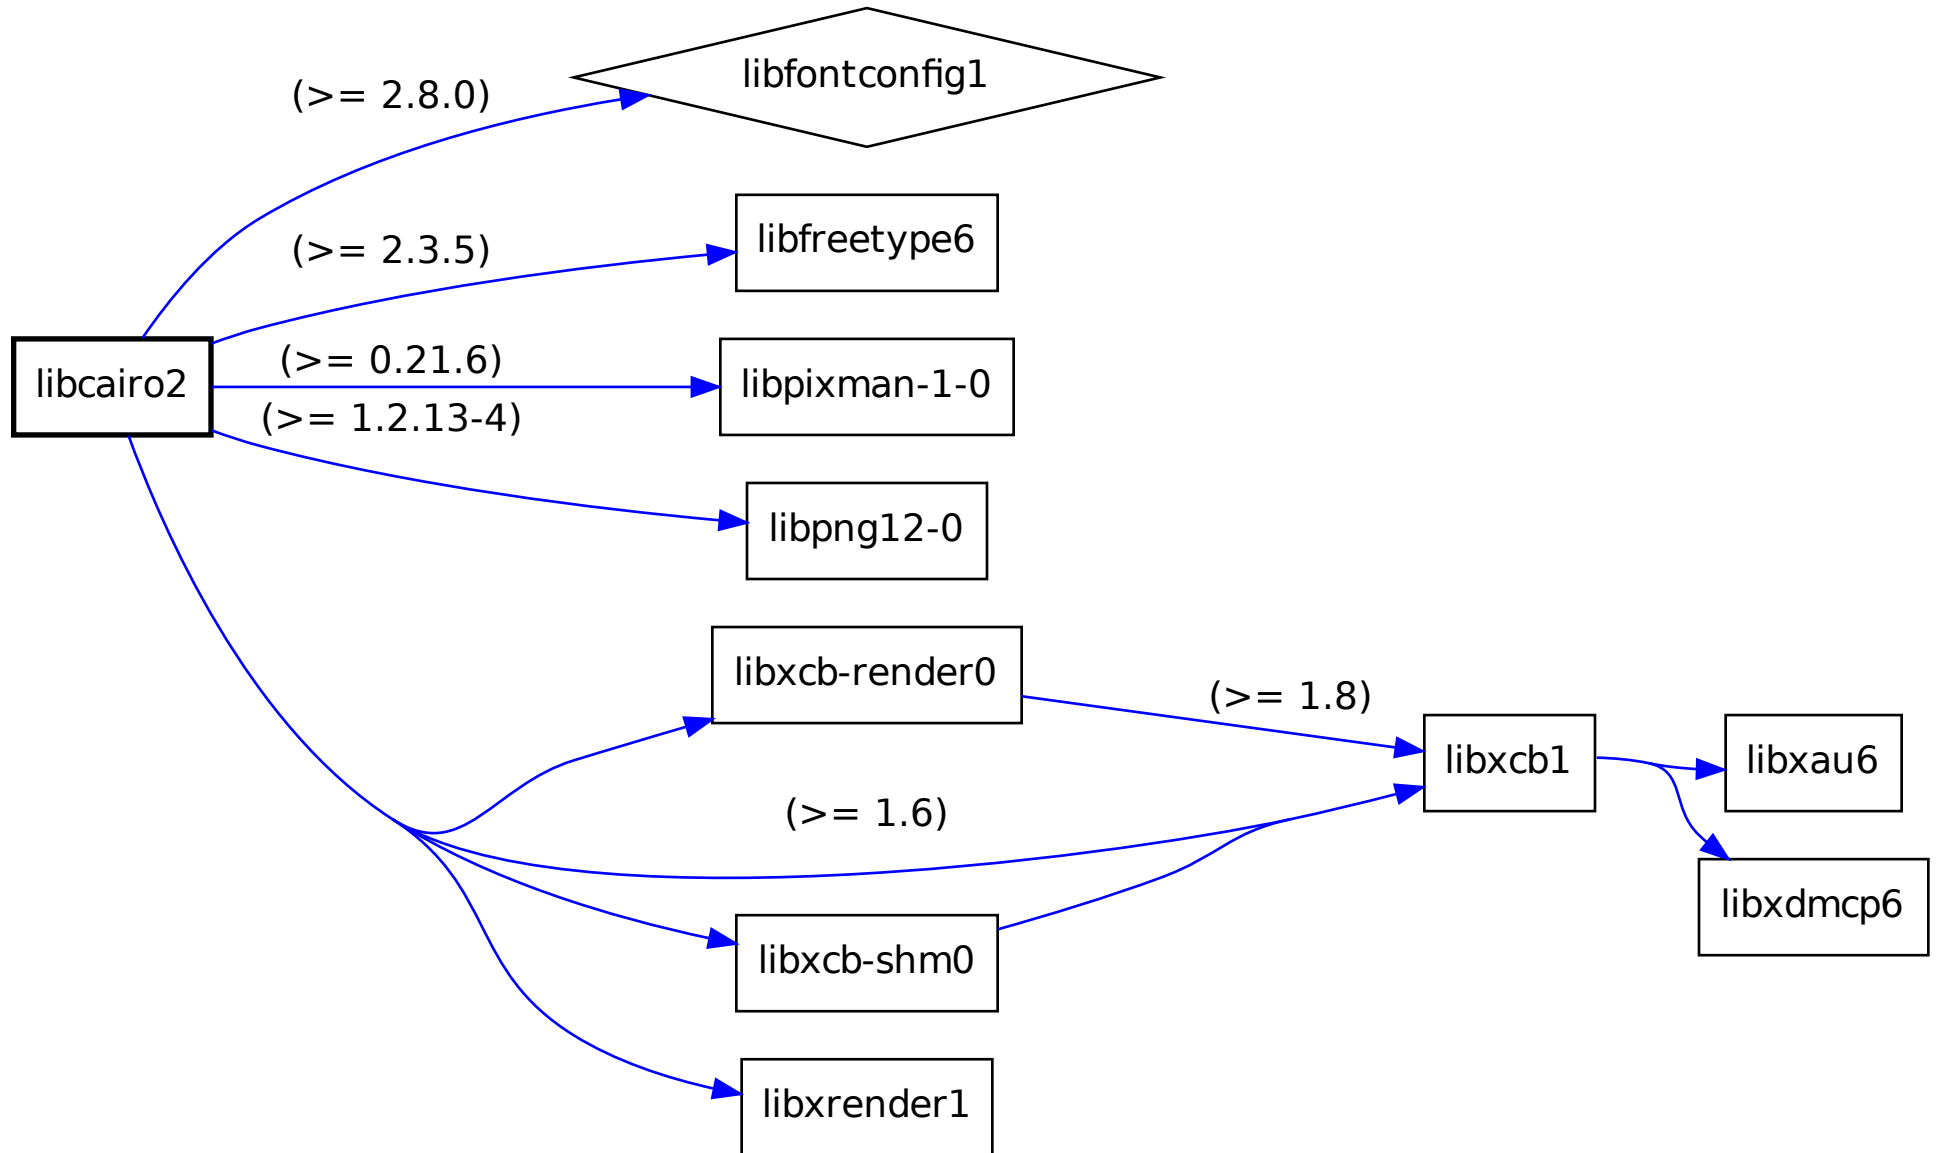 libfontconfig1
(>= 2.8.0)
libfreetype6
(>= 2.3.5)
libcairo2
(>= 0.21.6)
libpixman-1-0
(>= 1.2.13-4)
libpng12-0
libxcb-render0
(>= 1.8)
libxcb1
libxau6
(>= 1.6)
libxdmcp6
libxcb-shm0
libxrender1